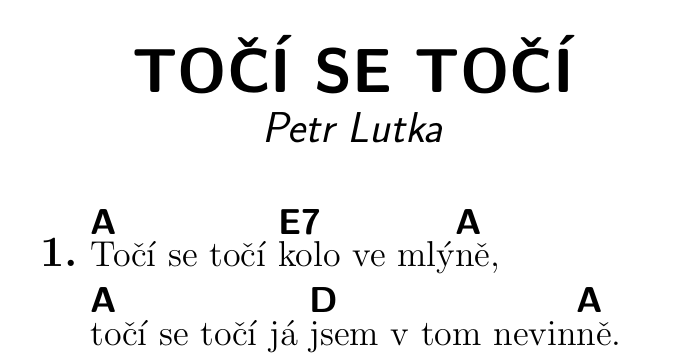 TOČÍ SE TOČÍ
Petr Lutka
A E7 A
1. Točí se točí kolo ve mlýně,
A D A
točí se točí já jsem v tom nevinně.